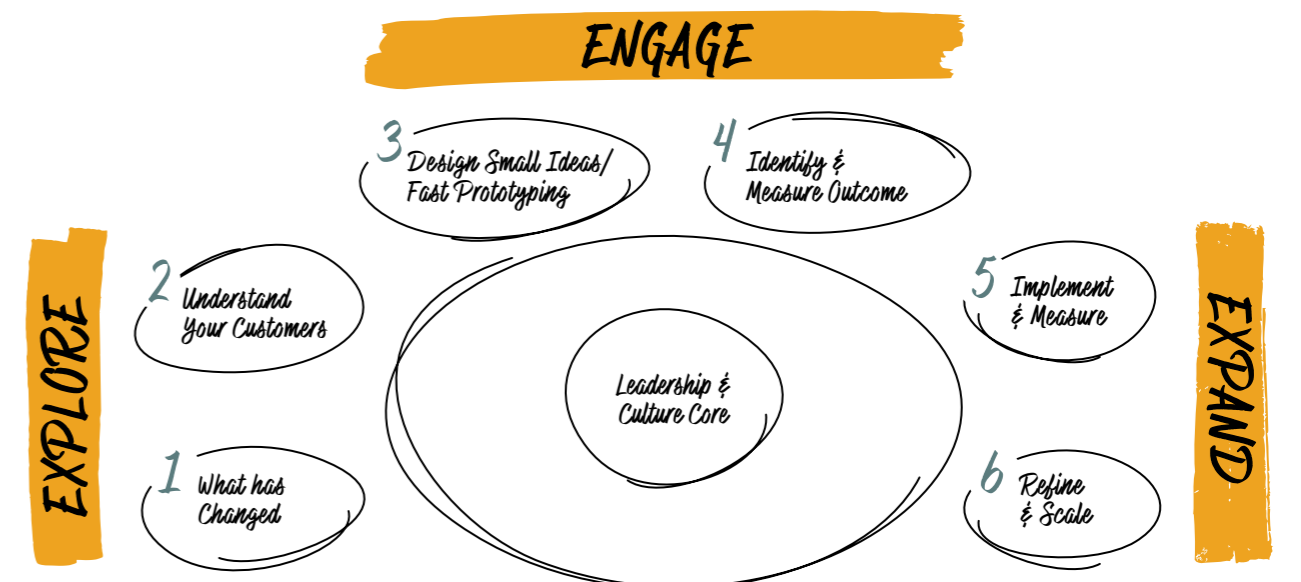 ENGAGE
3
Design Small Ideas/
Fast Prototyping
4
Identify &
Measure Outcome
EXPLORE
2
Understand
Your Customers
5
Implement
& Measure
EXPAND
Leadership &
Culture Core
1
What has
Changed
6
Refine
& Scale